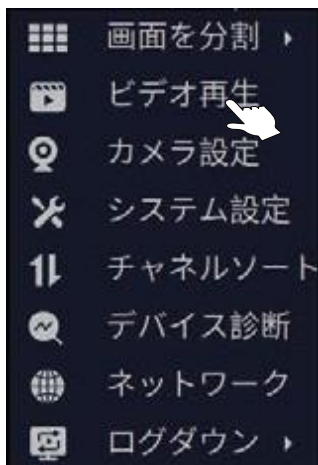 画面を分割
ビデオ再生
カメラ設定
システム設定
チャネルソート
デバイス診断
ネットワーク
ログダウン